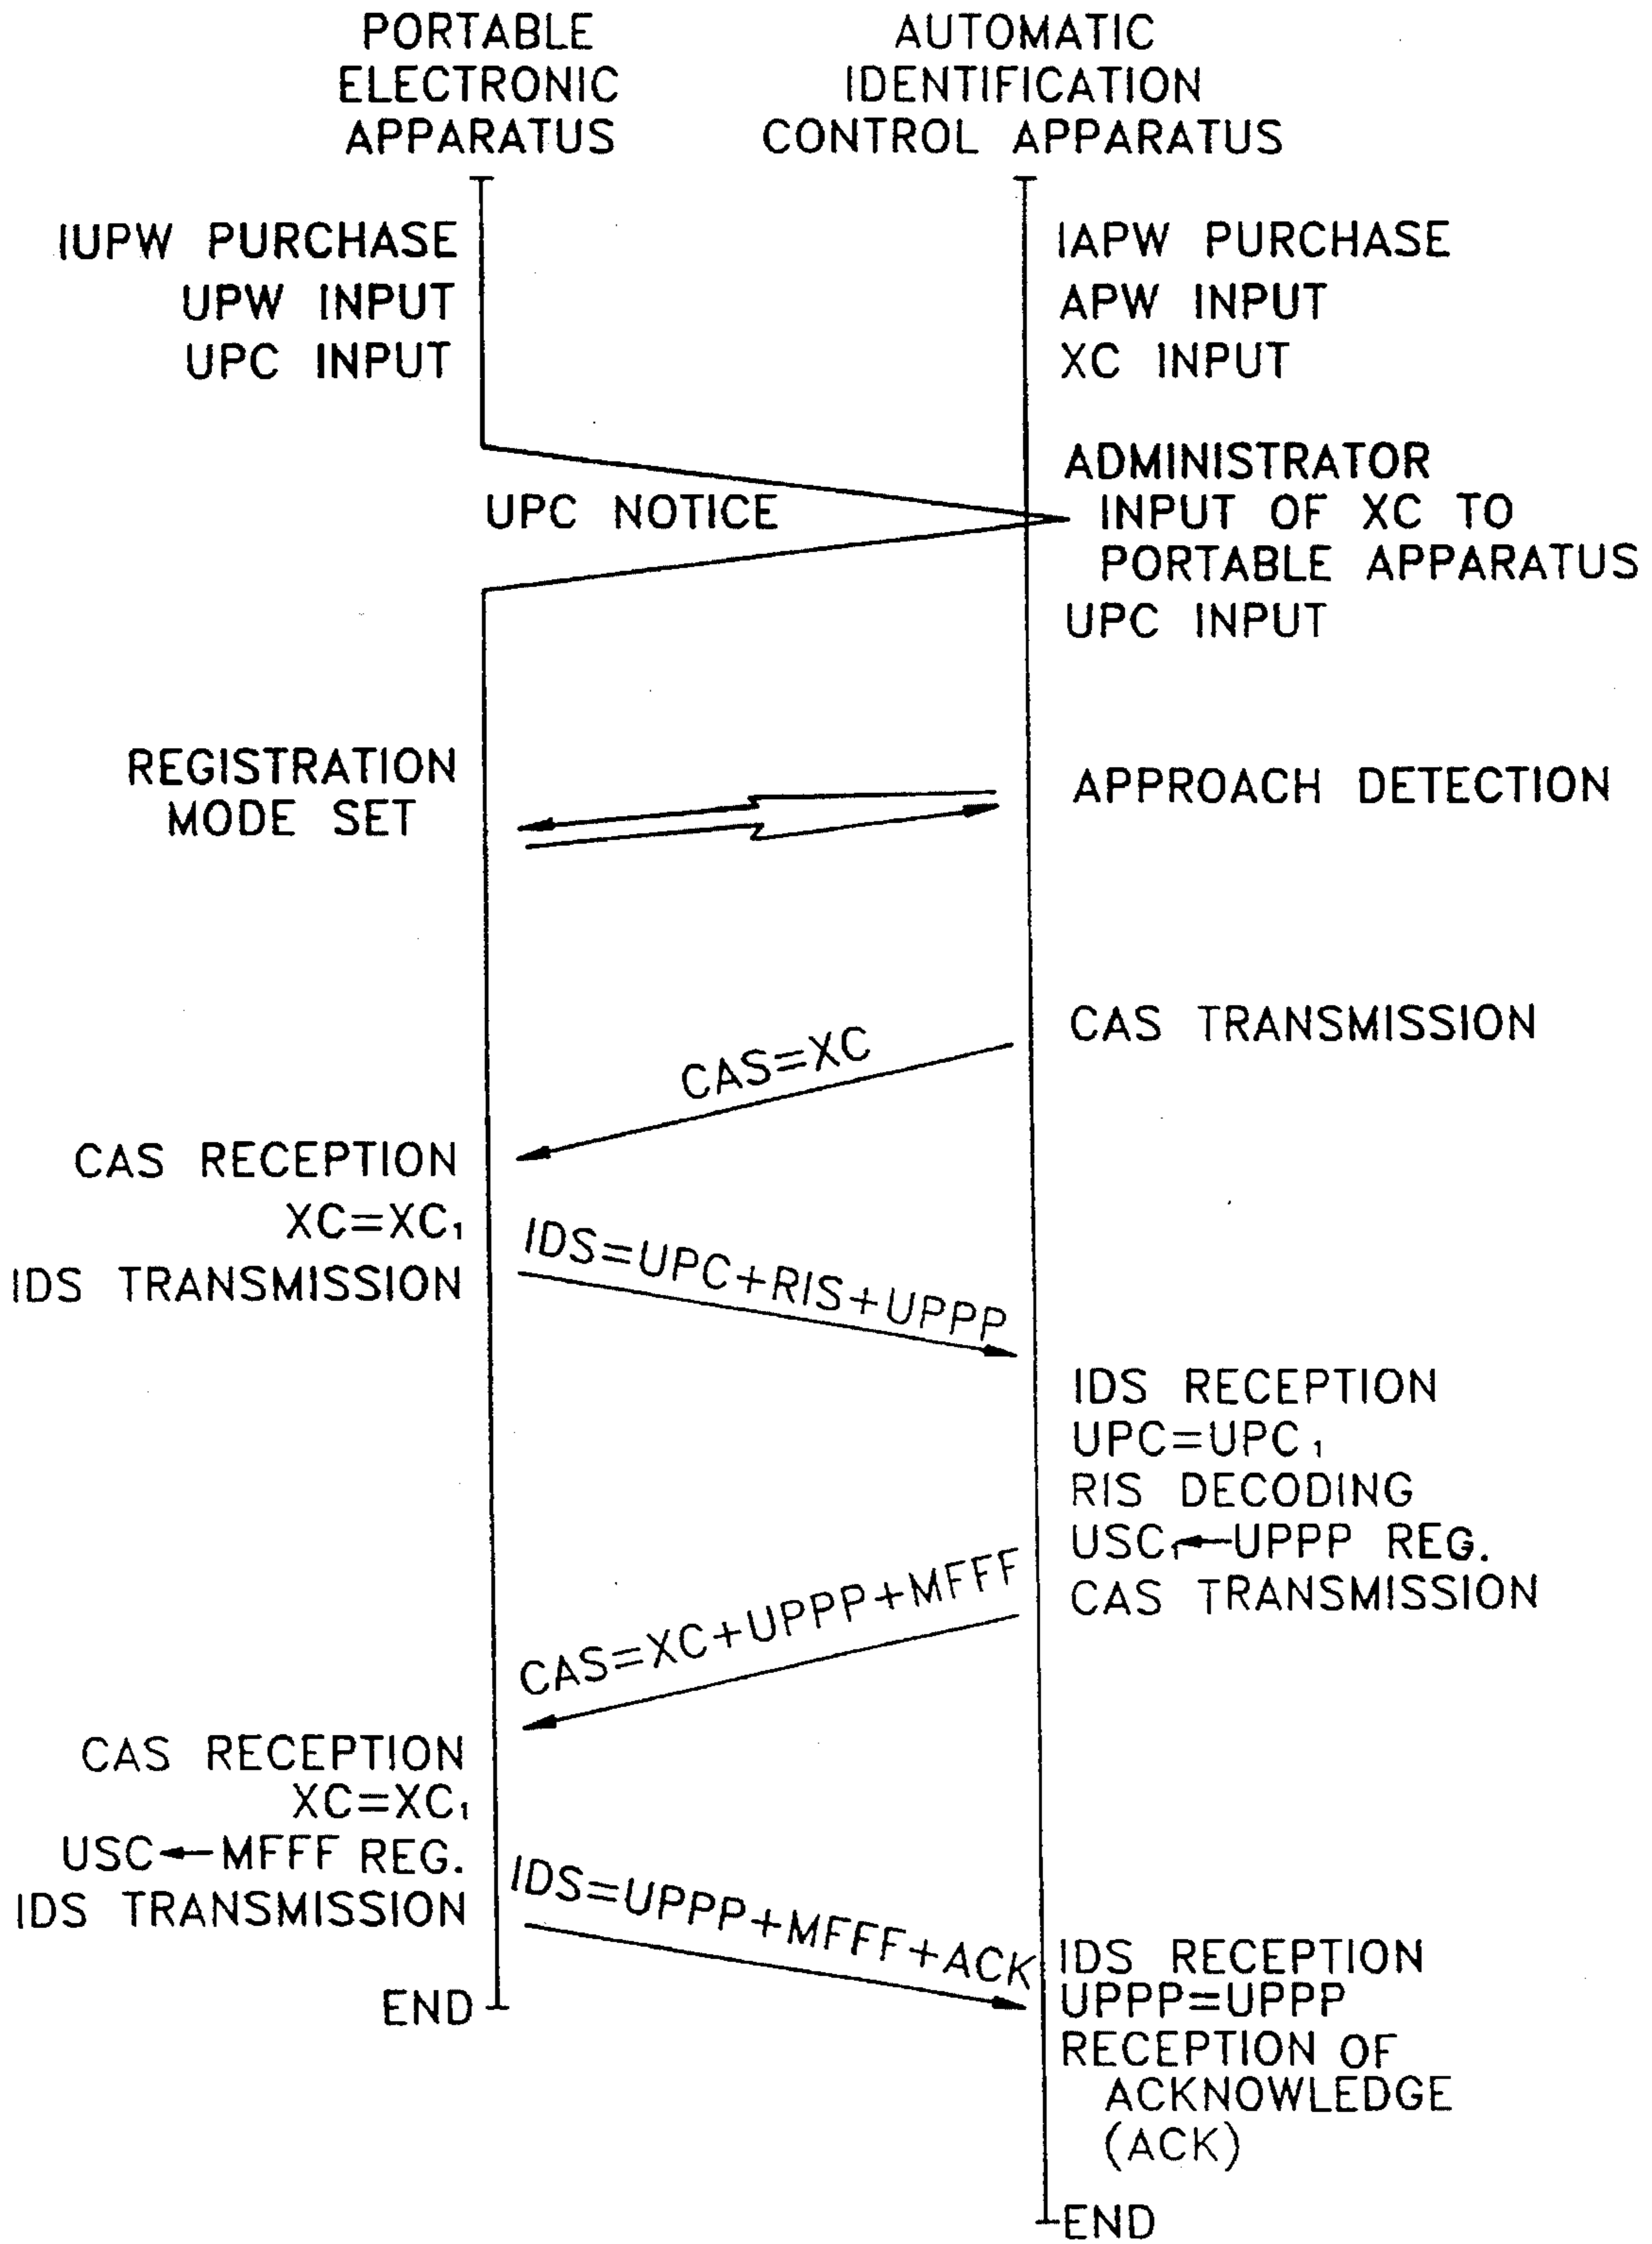 PORTABLE
ELECTRONIC
APPARATUS
AUTOMATIC
IDENTIFICATION
CONTROL APPARATUS
IUPW PURCHASE
UPW INPUT
UPC INPUT
IAPW PURCHASE
APW INPUT
XC INPUT
UPC NOTICE
ADMINISTRATOR
INPUT OF XC TO
PORTABLE APPARATUS
UPC INPUT
REGISTRATION
MODE SET
APPROACH DETECTION
CAS TRANSMISSION
CAS=XC
CAS RECEPTION
XC=XC₁
IDS TRANSMISSION
IDS=UPC+RIS+UPPP
IDS RECEPTION
UPC=UPC₁
RIS DECODING
USC₁←UPPP REG.
CAS TRANSMISSION
CAS=XC+UPPP+MFFF
CAS RECEPTION
XC=XC₁
USC←MFFF REG.
IDS TRANSMISSION
IDS=UPPP+MFFF+ACK
END
IDS RECEPTION
UPPP=UPPP
RECEPTION OF
ACKNOWLEDGE
(ACK)
END